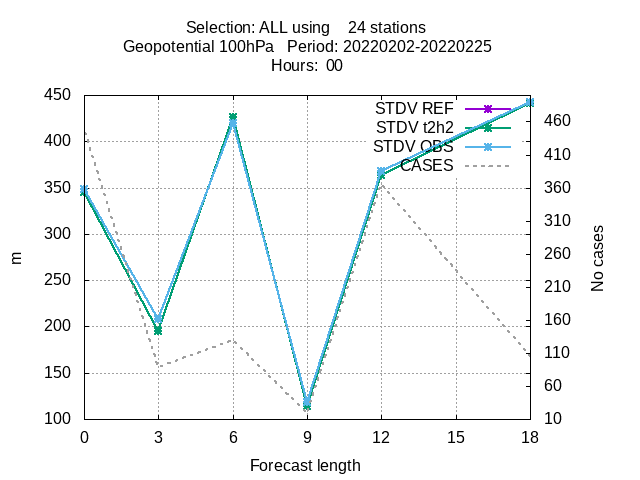 Selection: ALL using    24 stations
Geopotential 100hPa   Period: 20220202-20220225
Hours:  00
450
400
350
300
250
200
150
100
m
STDV REF
STDV t2h2
STDV OBS
CASES
460
410
360
310
260
210
160
110
60
10
No cases
0 3 6 9 12 15 18
Forecast length